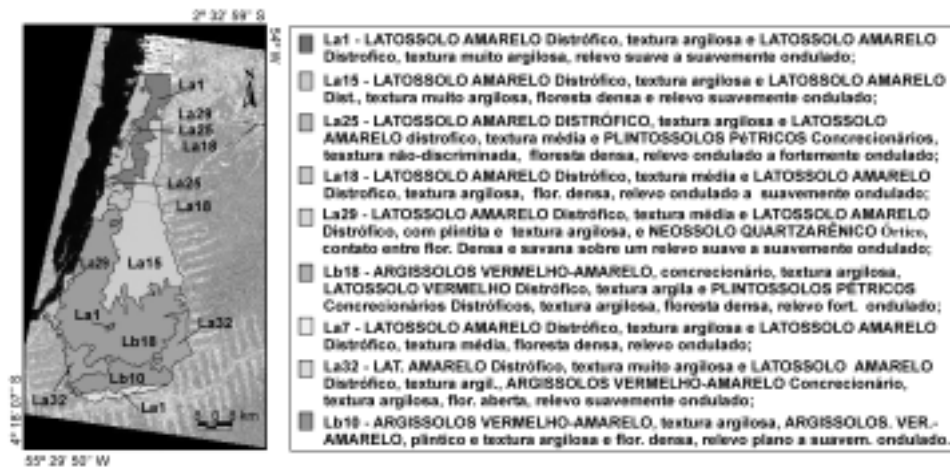 2º 32' 59'' S
54º W
N
La1
La29
La25
La18
La25
La18
La29
La15
La1
La32
Lb18
Lb10
La32
La1
km
4º 18' 07'' S
55º 29' 50'' W
La1 - LATOSSOLO AMARELO Distrófico, textura argilosa e LATOSSOLO AMARELO
Distrofico, textura muito argilosa, relevo suave a suavemente ondulado;
La15 - LATOSSOLO AMARELO Distrófico, textura argilosa e LATOSSOLO AMARELO
Dist., textura muito argilosa, floresta densa e relevo suavemente ondulado;
La25 - LATOSSOLO AMARELO DISTRÓFICO, textura argilosa e LATOSSOLO
AMARELO distrofico, textura média e PLINTOSSOLOS PéTRICOS Concrecionários,
tesxtura não-discriminada, floresta densa, relevo ondulado a fortemente ondulado;
La18 - LATOSSOLO AMARELO Distrófico, textura média e LATOSSOLO AMARELO
Distrofico, textura argilosa, flor. densa, relevo ondulado a suavemente ondulado;
La29 - LATOSSOLO AMARELO Distrófico, textura média e LATOSSOLO AMARELO
Distrófico, com plintita e textura argilosa, e NEOSSOLO QUARTZARÊNICO Órtico,
contato entre flor. Densa e savana sobre um relevo suave a suavemente ondulado;
Lb18 - ARGISSOLOS VERMELHO-AMARELO, concrecionário, textura argilosa,
LATOSSOLO VERMELHO Distrófico, textura argila e PLINTOSSOLOS PÉTRICOS
Concrecionários Distróficos, textura argilosa, floresta densa, relevo fort. ondulado;
La7 - LATOSSOLO AMARELO Distrófico, textura argilosa e LATOSSOLO AMARELO
Distrófico, textura média, floresta densa, relevo ondulado;
La32 - LAT. AMARELO Distrófico, textura muito argilosa e LATOSSOLO AMARELO
Distrófico, textura argil., ARGISSOLOS VERMELHO-AMARELO Concrecionário,
textura argilosa, flor. aberta, relevo suavemente ondulado;
Lb10 - ARGISSOLOS VERMELHO-AMARELO, textura argilosa, ARGISSOLOS. VER.-
AMARELO, plintico e textura argilosa e flor. densa, relevo plano a suavem. ondulado.